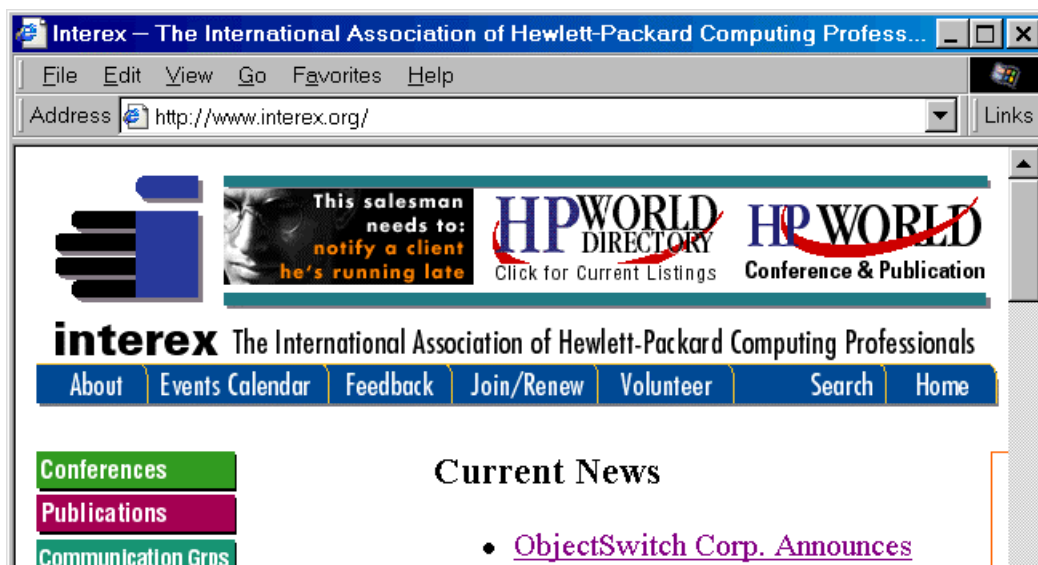 Interex — The International Association of Hewlett-Packard Computing Profess...
File Edit View Go Favorites Help
Address http://www.interex.org/ Links
This salesman
needs to:
notify a client
he's running late
HPWORLD
DIRECTORY
Click for Current Listings
HP WORLD
Conference & Publication
interex The International Association of Hewlett-Packard Computing Professionals
About Events Calendar Feedback Join/Renew Volunteer Search Home
Conferences
Publications
Communication Grps
Current News
• ObjectSwitch Corp. Announces